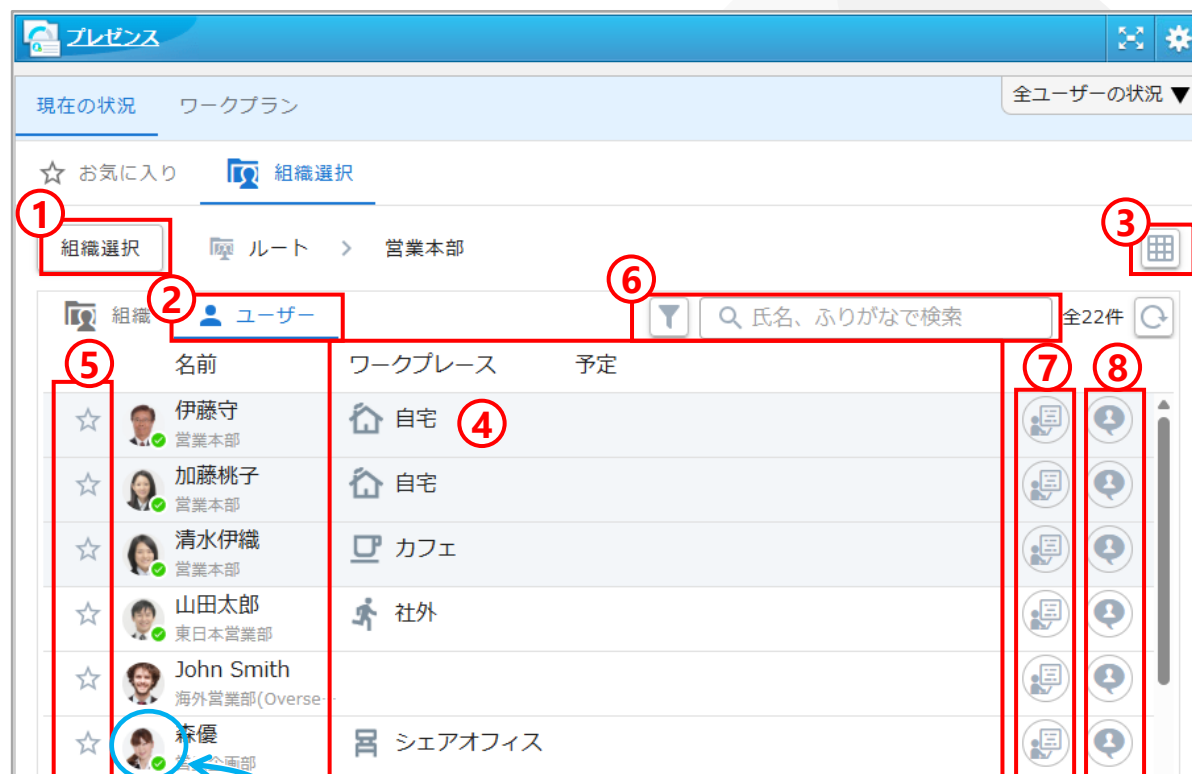 プレゼンス
現在の状況 ワークプラン 全ユーザーの状況 ▼
お気に入り 組織選択
① ③
組織選択 ルート > 営業本部
② ⑥
組織 ユーザー 氏名、ふりがなで検索 全22件
⑤ 名前 ワークプレース 予定 ⑦ ⑧
伊藤守 自宅 ④
営業本部
加藤桃子 自宅
営業本部
清水伊織 カフェ
営業本部
山田太郎 社外
東日本営業部
John Smith
海外営業部(Overse…
森優 シェアオフィス
画部